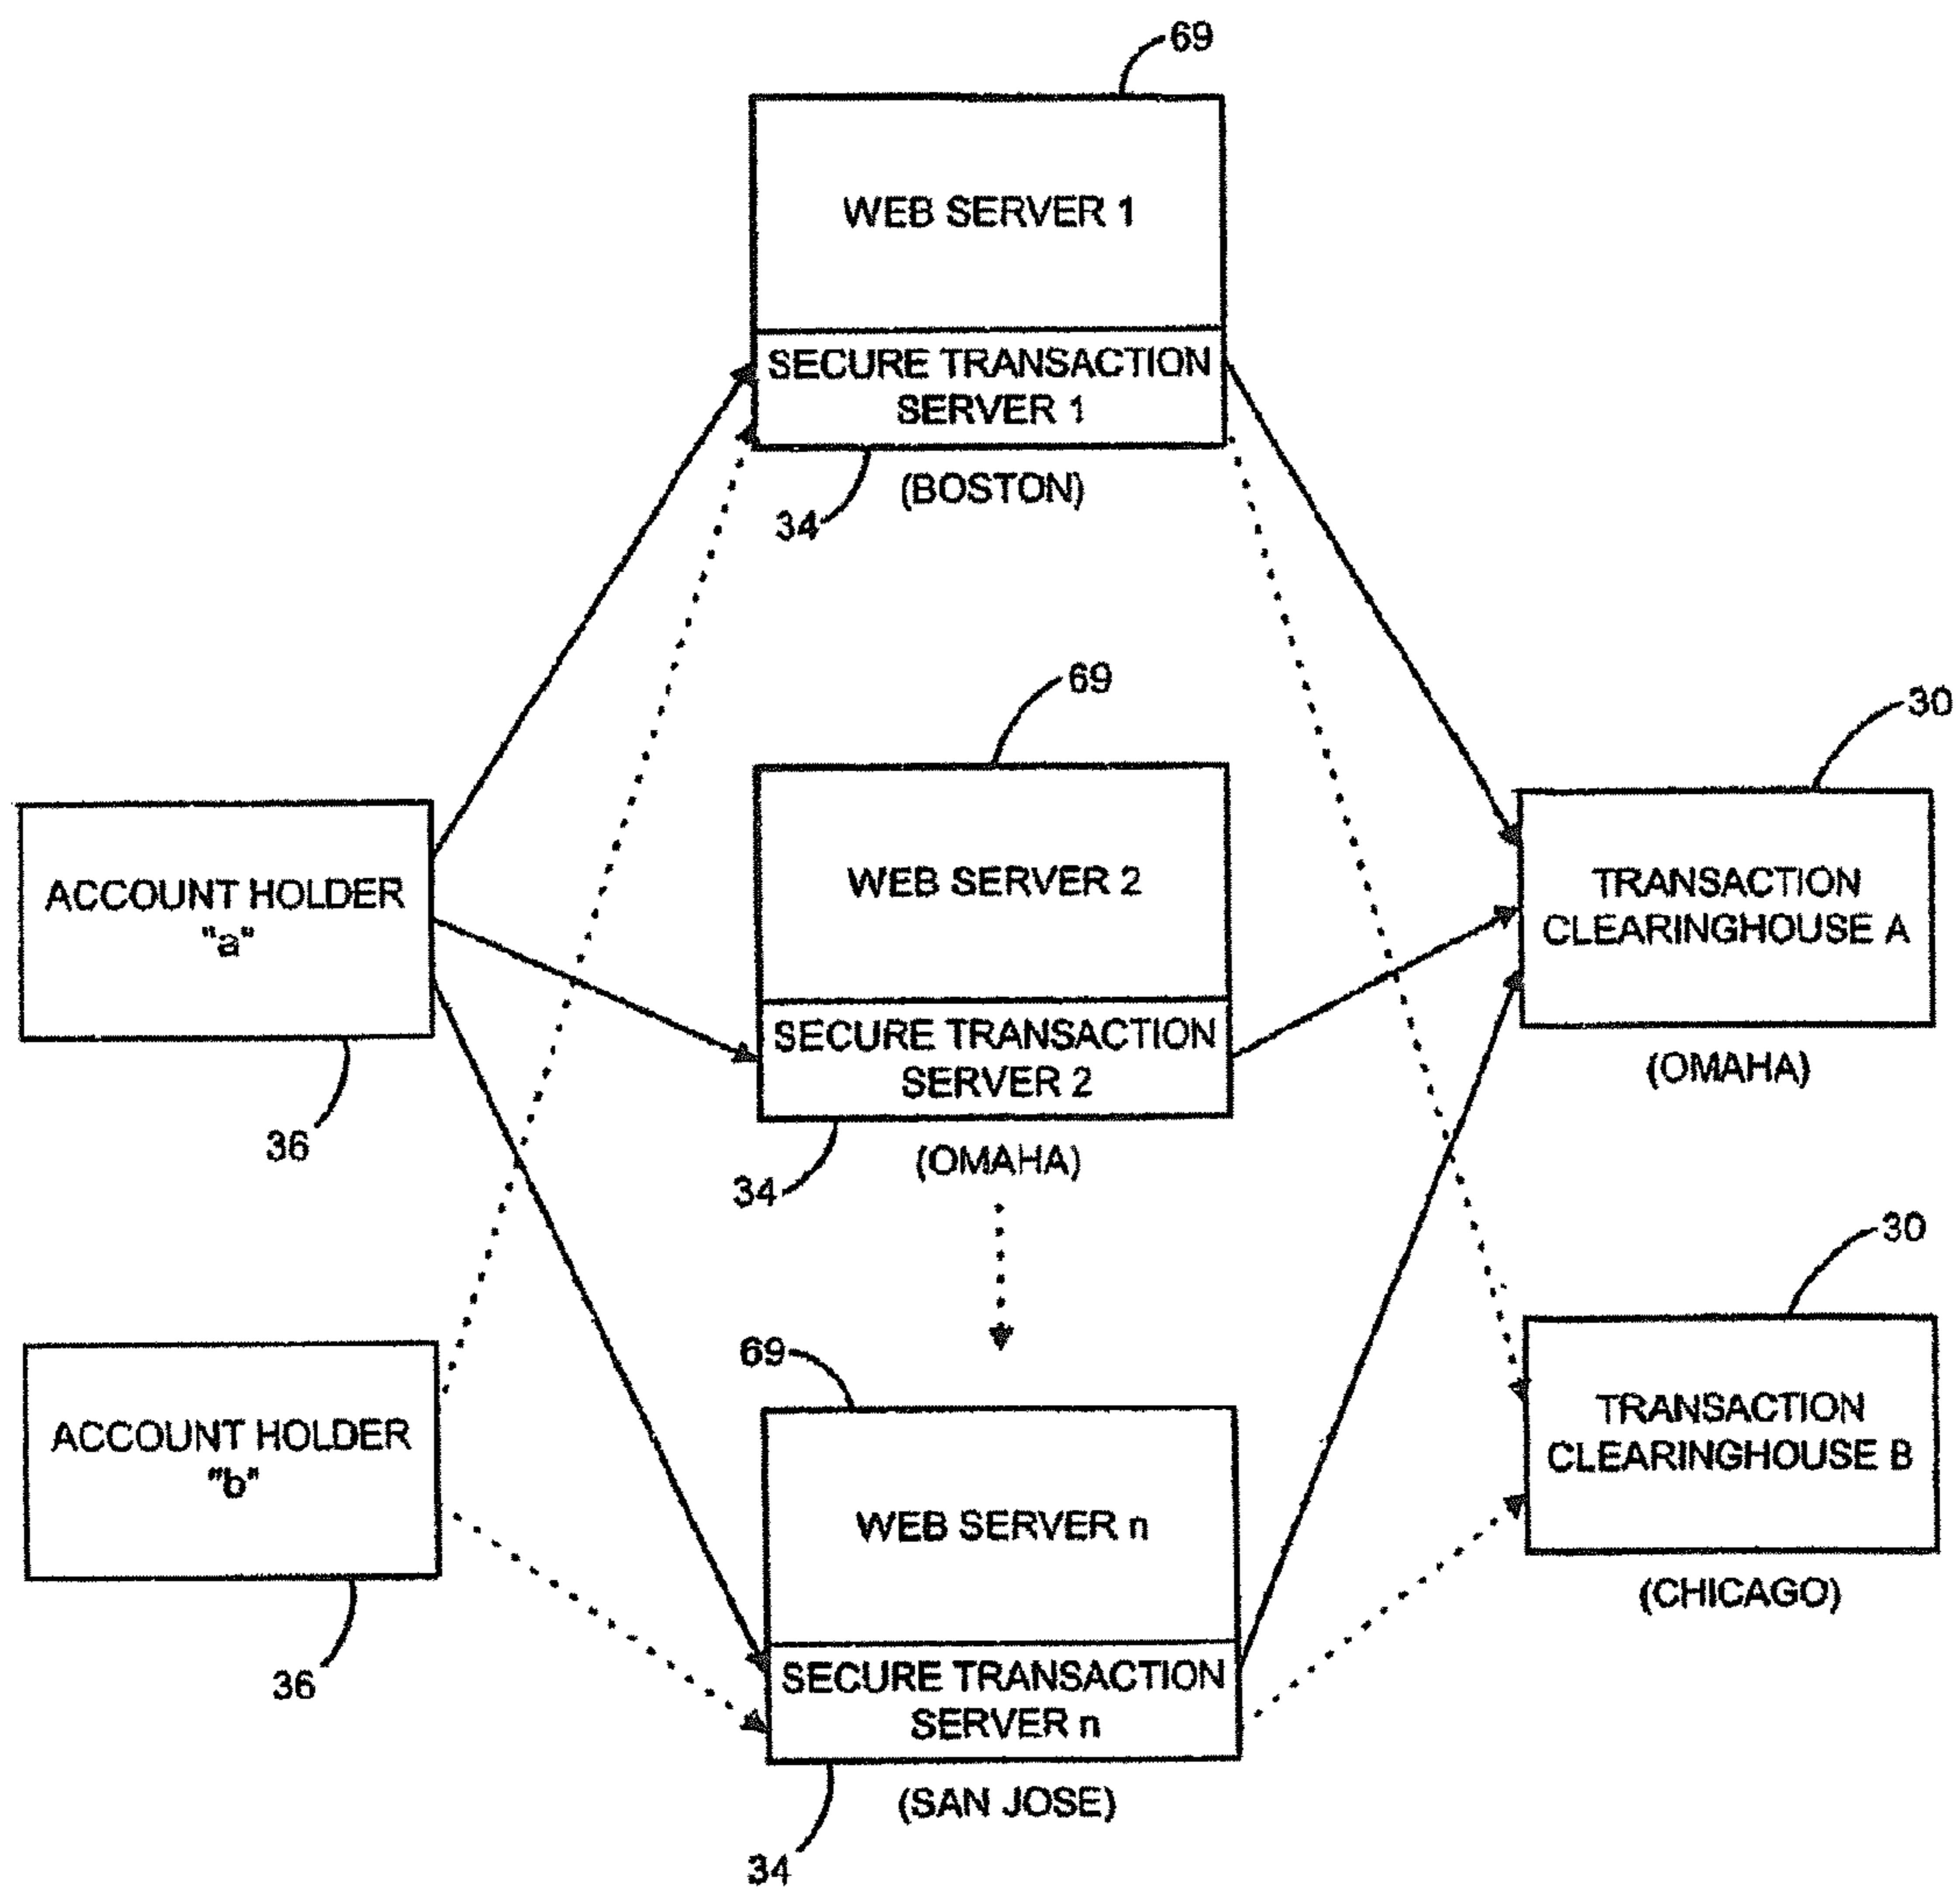 69
WEB SERVER 1
SECURE TRANSACTION
SERVER 1
(BOSTON)
34
69
WEB SERVER 2
SECURE TRANSACTION
SERVER 2
(OMAHA)
34
30
TRANSACTION
CLEARINGHOUSE A
(OMAHA)
ACCOUNT HOLDER
"a"
36
ACCOUNT HOLDER
"b"
36
69
WEB SERVER n
SECURE TRANSACTION
SERVER n
(SAN JOSE)
34
30
TRANSACTION
CLEARINGHOUSE B
(CHICAGO)